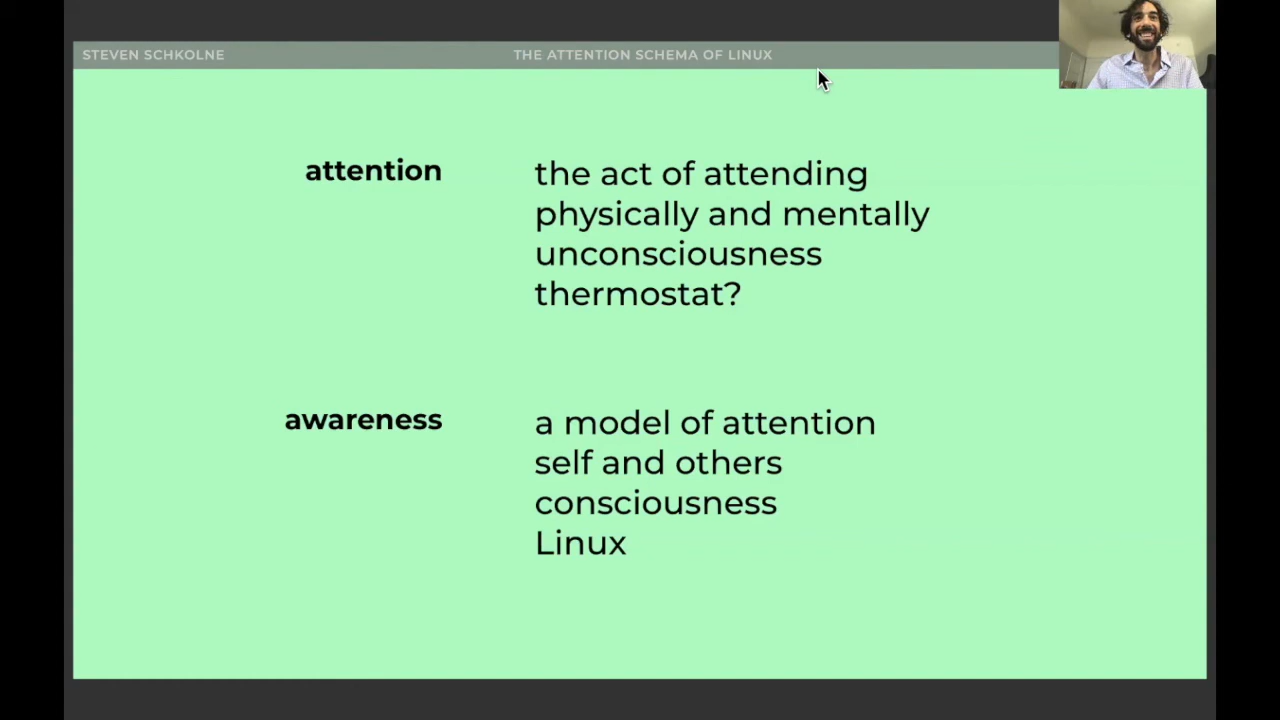 STEVEN SCHKOLNE
THE ATTENTION SCHEMA OF LINUX
attention
the act of attending
physically and mentally
unconsciousness
thermostat?
awareness
a model of attention
self and others
consciousness
Linux